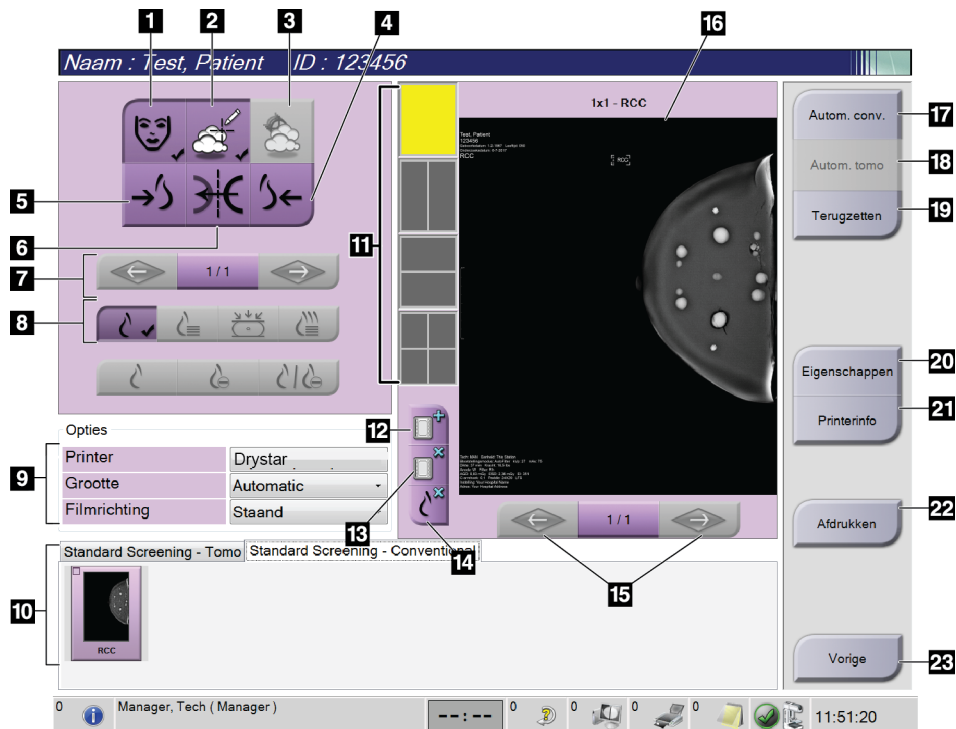 1
2
3
4
16
Naam : Test, Patient ID : 123456
1x1 - RCC
Test, Patient
123456
RCC
RCC
Autom. conv.
17
Autom. tomo
18
Terugzetten
19
5
6
11
7
1 / 1
8
Eigenschappen
20
Printerinfo
21
Opties
12
9
Printer
Drystar
Grootte
Automatic
Filmrichting
Staand
13
14
1 / 1
15
Afdrukken
22
Standard Screening - Tomo
Standard Screening - Conventional
10
RCC
Vorige
23
0
Manager, Tech ( Manager )
--:--
0
0
0
0
11:51:20